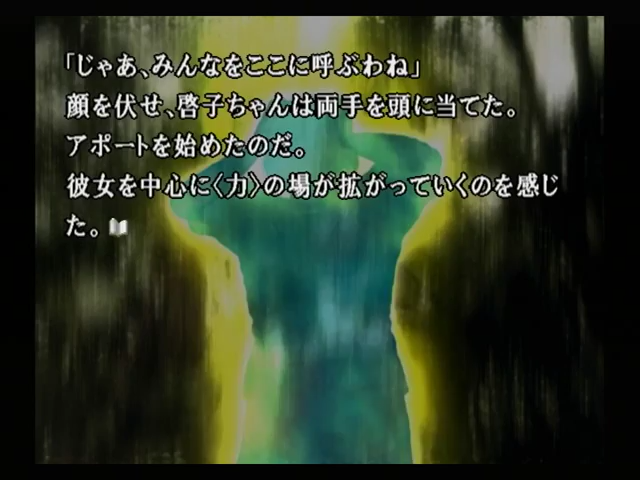 「じゃあ、みんなをここに呼ぶわね」
顔を伏せ、啓子ちゃんは両手を頭に当てた。
アポートを始めたのだ。
彼女を中心に〈力〉の場が拡がっていくのを感じ
た。